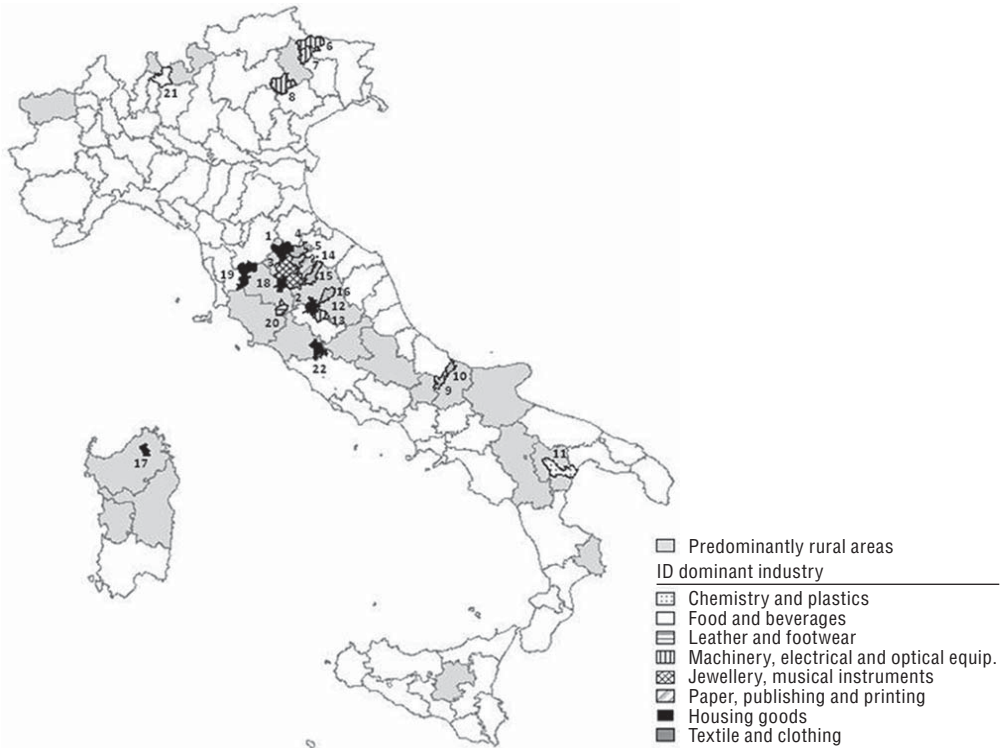 6
7
21
8
1
4
5
14
3
15
19
18
16
2
12
20
13
22
10
9
11
17
Predominantly rural areas
ID dominant industry
Chemistry and plastics
Food and beverages
Leather and footwear
Machinery, electrical and optical equip.
Jewellery, musical instruments
Paper, publishing and printing
Housing goods
Textile and clothing